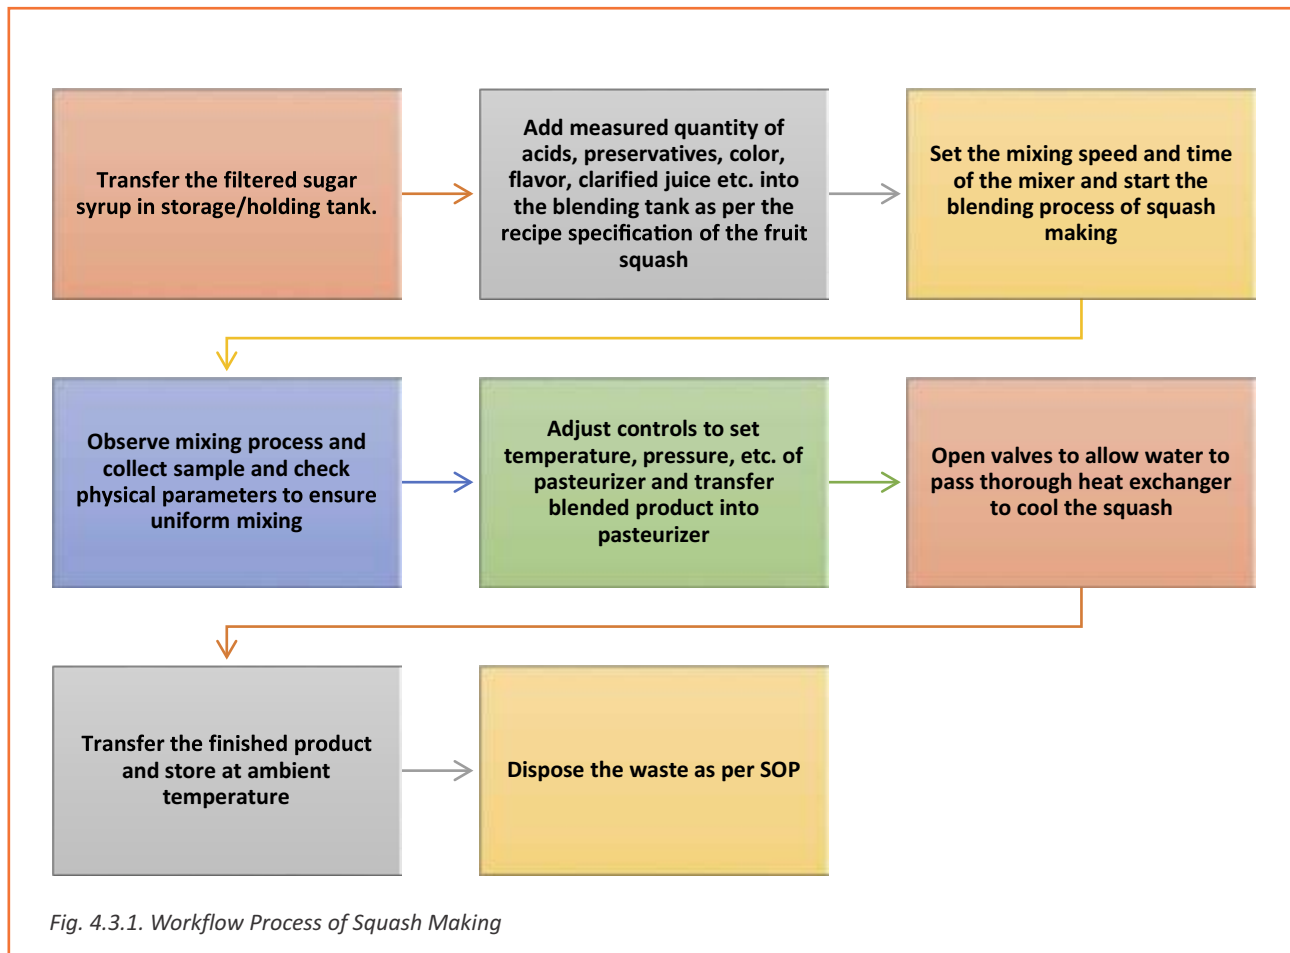 Transfer the filtered sugar
syrup in storage/holding tank.
Add measured quantity of
acids, preservatives, color,
flavor, clarified juice etc. into
the blending tank as per the
recipe specification of the fruit
squash
Set the mixing speed and time
of the mixer and start the
blending process of squash
making
Observe mixing process and
collect sample and check
physical parameters to ensure
uniform mixing
Adjust controls to set
temperature, pressure, etc. of
pasteurizer and transfer
blended product into
pasteurizer
Open valves to allow water to
pass thorough heat exchanger
to cool the squash
Transfer the finished product
and store at ambient
temperature
Dispose the waste as per SOP
Fig. 4.3.1. Workflow Process of Squash Making